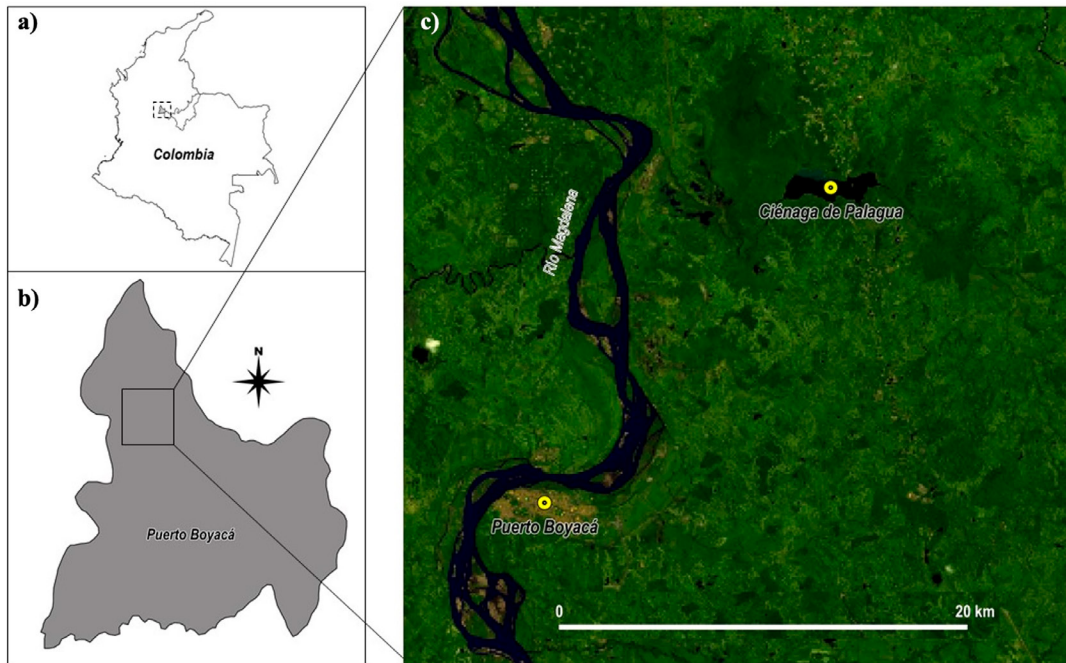 a)
Colombia
b)
N
Puerto Boyacá
c)
Río Magdalena
Ciénaga de Palagua
Puerto Boyacá
0 20 km